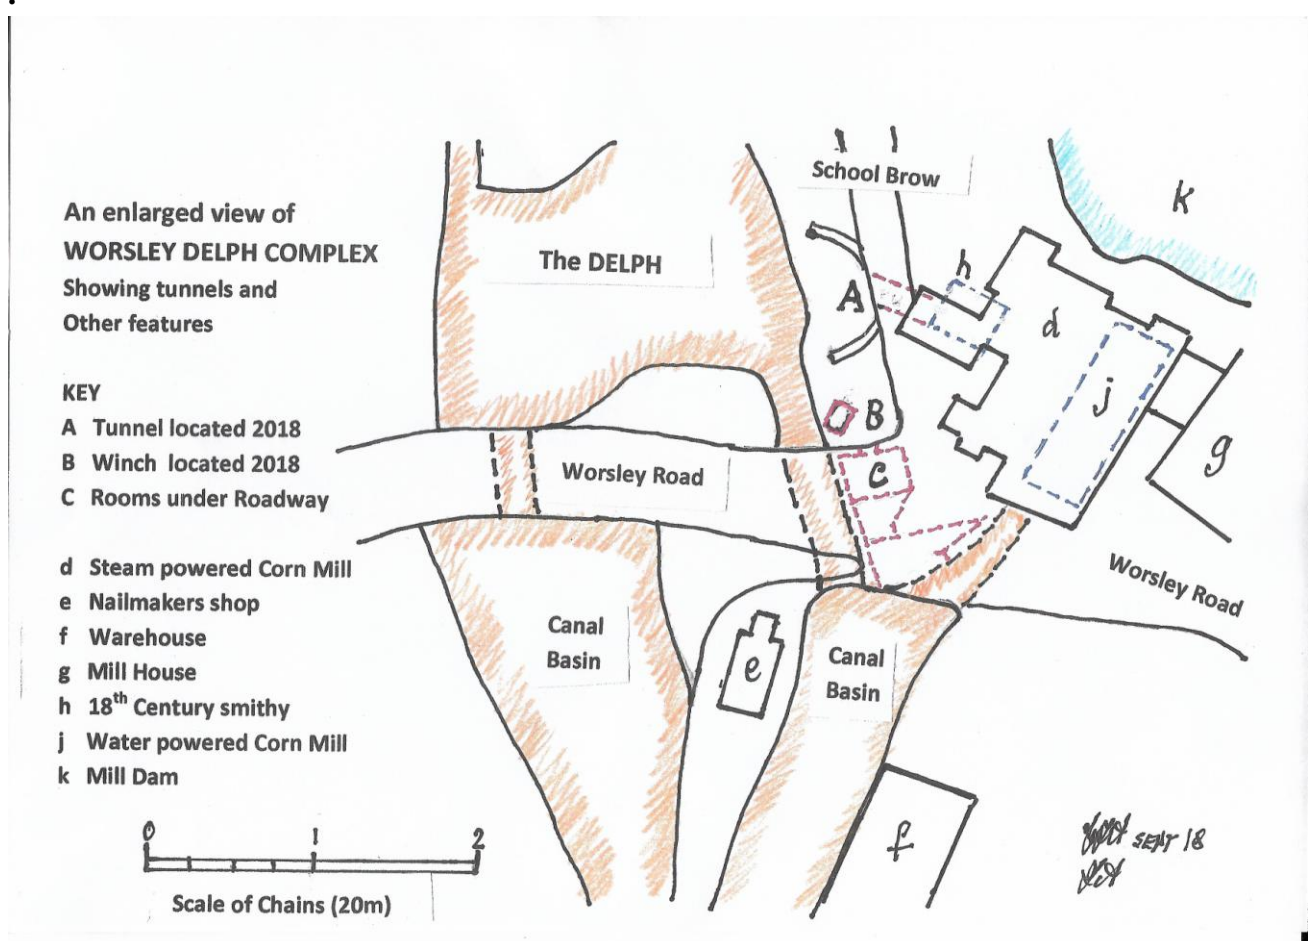 An enlarged view of
WORSLEY DELPH COMPLEX
Showing tunnels and
Other features
KEY
A Tunnel located 2018
B Winch located 2018
C Rooms under Roadway
d Steam powered Corn Mill
e Nailmakers shop
f Warehouse
g Mill House
h 18th Century smithy
j Water powered Corn Mill
k Mill Dam
0 1 2
Scale of Chains (20m)
School Brow
k
The DELPH
h
A
d
j
B
g
Worsley Road
C
Worsley Road
Canal
Basin
e
Canal
Basin
f
SEPT 18